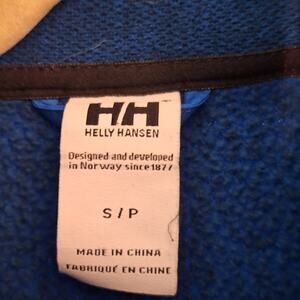 HH
HELLY HANSEN
Designed and developed
in Norway since 1877
S / P
MADE IN CHINA
FABRIQUÉ EN CHINE